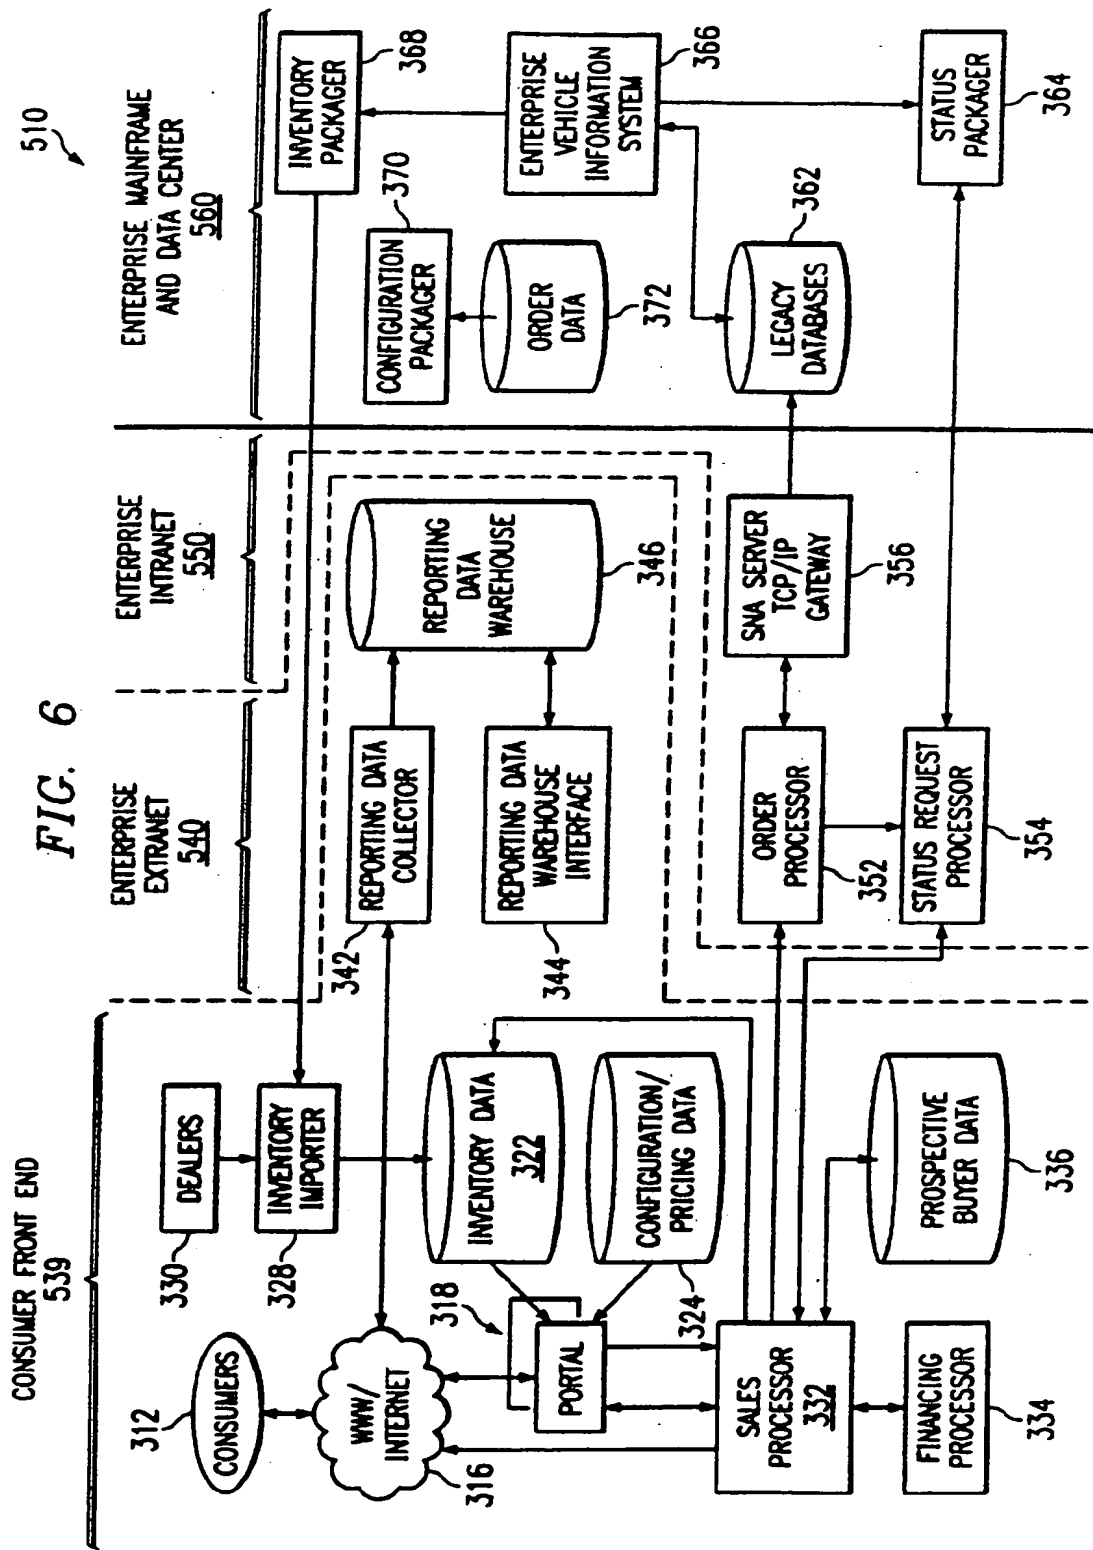 FIG. 6
510
CONSUMER FRONT END
539
ENTERPRISE
EXTRANET
540
ENTERPRISE
INTRANET
550
ENTERPRISE MAINFRAME
AND DATA CENTER
560
312
CONSUMERS
330
DEALERS
328
INVENTORY
IMPORTER
WWW/
INTERNET
316
318
PORTAL
INVENTORY DATA
322
CONFIGURATION/
PRICING DATA
324
SALES
PROCESSOR
332
FINANCING
PROCESSOR
334
PROSPECTIVE
BUYER DATA
336
342
REPORTING DATA
COLLECTOR
344
REPORTING DATA
WAREHOUSE
INTERFACE
REPORTING
DATA
WAREHOUSE
346
ORDER
PROCESSOR
352
STATUS REQUEST
PROCESSOR
354
SNA SERVER
TCP/IP
GATEWAY
356
INVENTORY
PACKAGER
368
370
CONFIGURATION
PACKAGER
ORDER
DATA
372
ENTERPRISE
VEHICLE
INFORMATION
SYSTEM
366
LEGACY
DATABASES
362
STATUS
PACKAGER
364